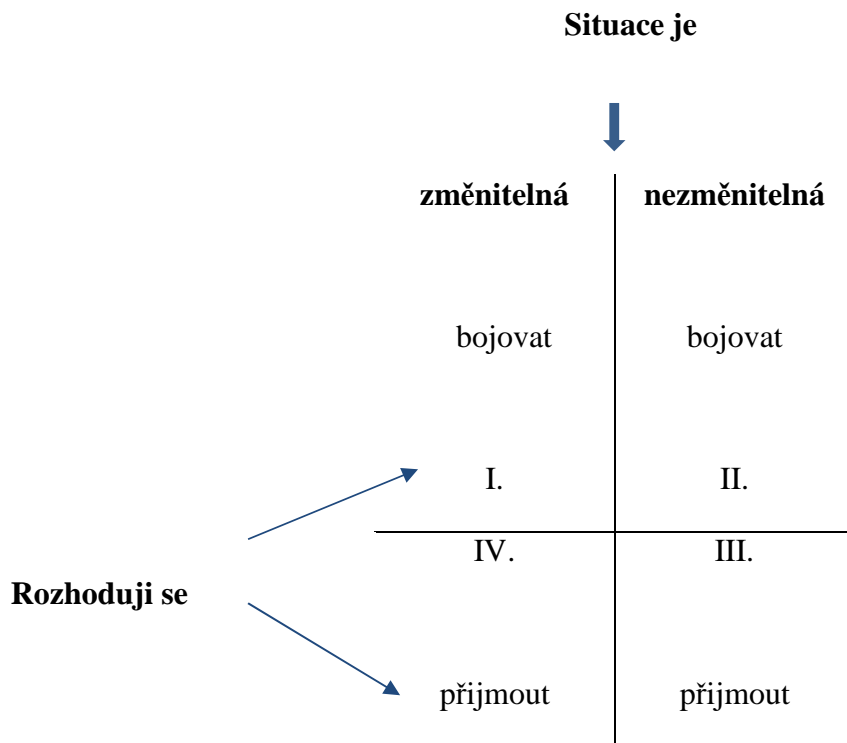 Situace je
změnitelná nezměnitelná
bojovat bojovat
I. II.
IV. III.
Rozhoduji se
přijmout přijmout